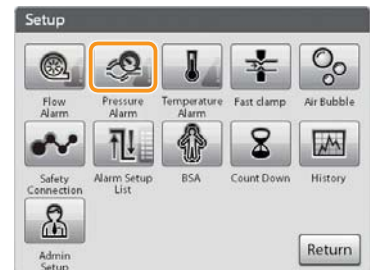 Setup
Flow
Alarm
Pressure
Alarm
Temperature
Alarm
Fast clamp
Air Bubble
Safety
Connection
Alarm Setup
List
BSA
Count Down
History
Admin
Setup
Return